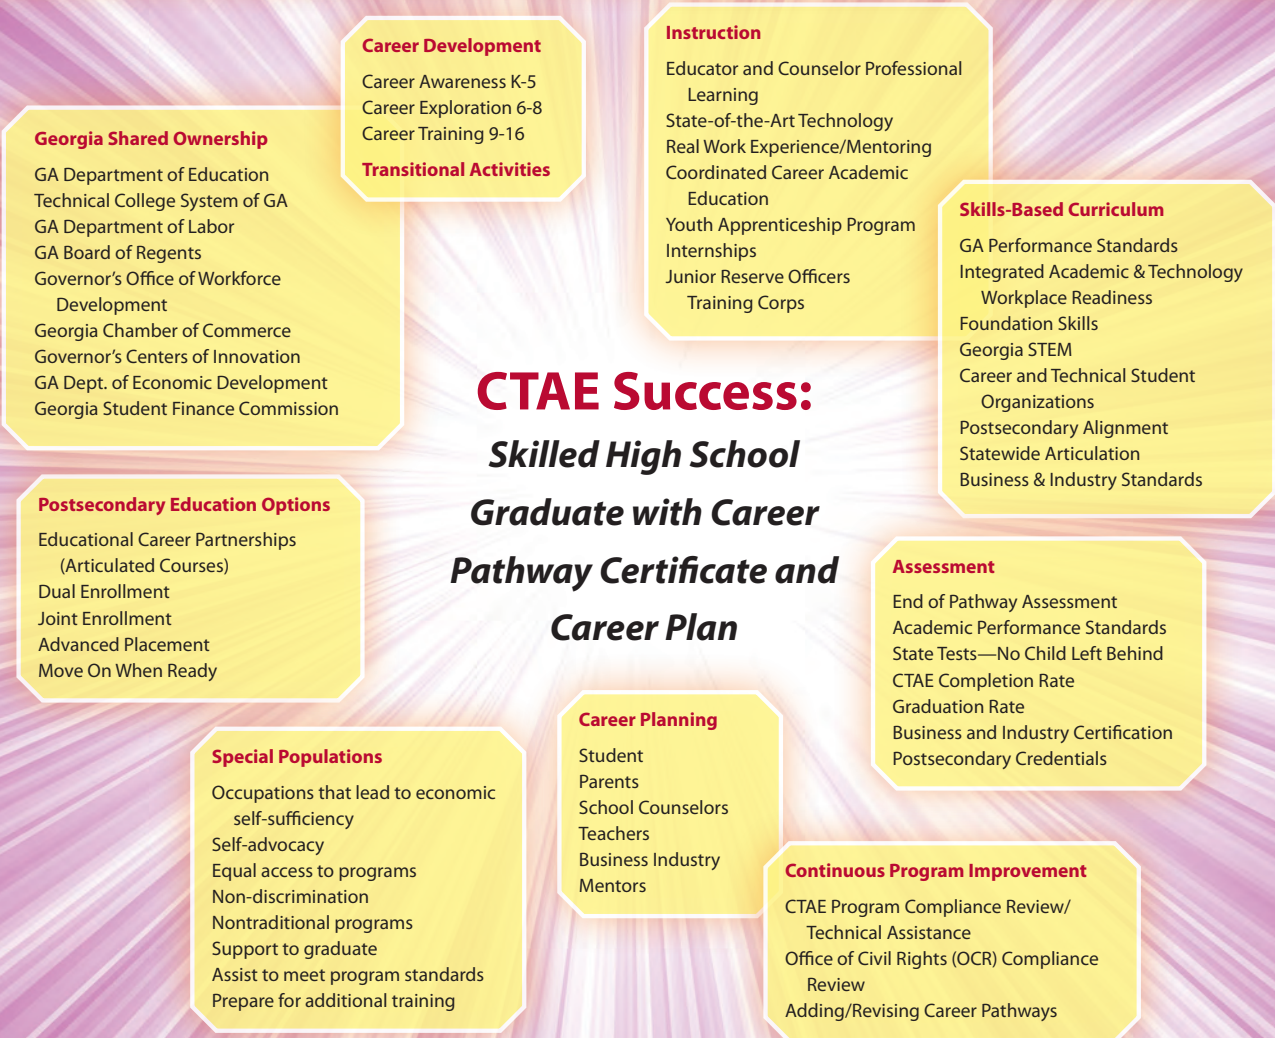 Career Development
Career Awareness K-5
Career Exploration 6-8
Career Training 9-16
Transitional Activities
Instruction
Educator and Counselor Professional
Learning
State-of-the-Art Technology
Real Work Experience/Mentoring
Coordinated Career Academic
Education
Youth Apprenticeship Program
Internships
Junior Reserve Officers
Training Corps
Georgia Shared Ownership
GA Department of Education
Technical College System of GA
GA Department of Labor
GA Board of Regents
Governor's Office of Workforce
Development
Georgia Chamber of Commerce
Governor's Centers of Innovation
GA Dept. of Economic Development
Georgia Student Finance Commission
Skills-Based Curriculum
GA Performance Standards
Integrated Academic & Technology
Workplace Readiness
Foundation Skills
Georgia STEM
Career and Technical Student
Organizations
Postsecondary Alignment
Statewide Articulation
Business & Industry Standards
CTAE Success:
Skilled High School
Graduate with Career
Pathway Certificate and
Career Plan
Postsecondary Education Options
Educational Career Partnerships
(Articulated Courses)
Dual Enrollment
Joint Enrollment
Advanced Placement
Move On When Ready
Assessment
End of Pathway Assessment
Academic Performance Standards
State Tests—No Child Left Behind
CTAE Completion Rate
Graduation Rate
Business and Industry Certification
Postsecondary Credentials
Special Populations
Occupations that lead to economic
self-sufficiency
Self-advocacy
Equal access to programs
Non-discrimination
Nontraditional programs
Support to graduate
Assist to meet program standards
Prepare for additional training
Career Planning
Student
Parents
School Counselors
Teachers
Business Industry
Mentors
Continuous Program Improvement
CTAE Program Compliance Review/
Technical Assistance
Office of Civil Rights (OCR) Compliance
Review
Adding/Revising Career Pathways